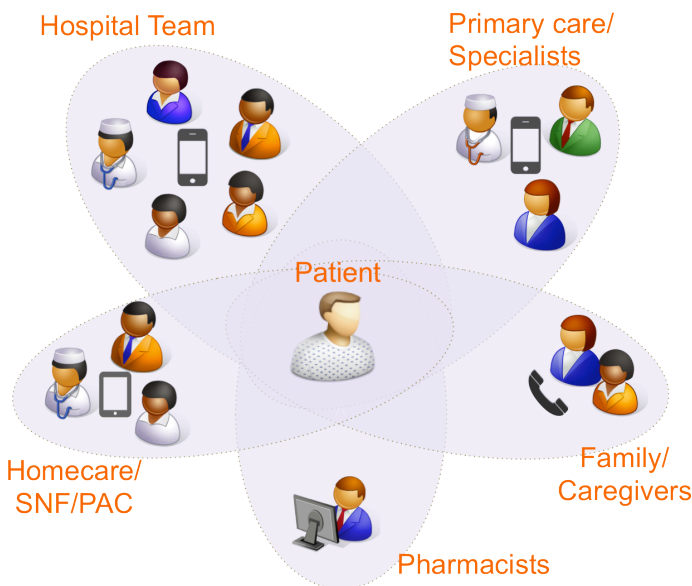 Hospital Team
Primary care/
Specialists
Patient
Homecare/
SNF/PAC
Family/
Caregivers
Pharmacists